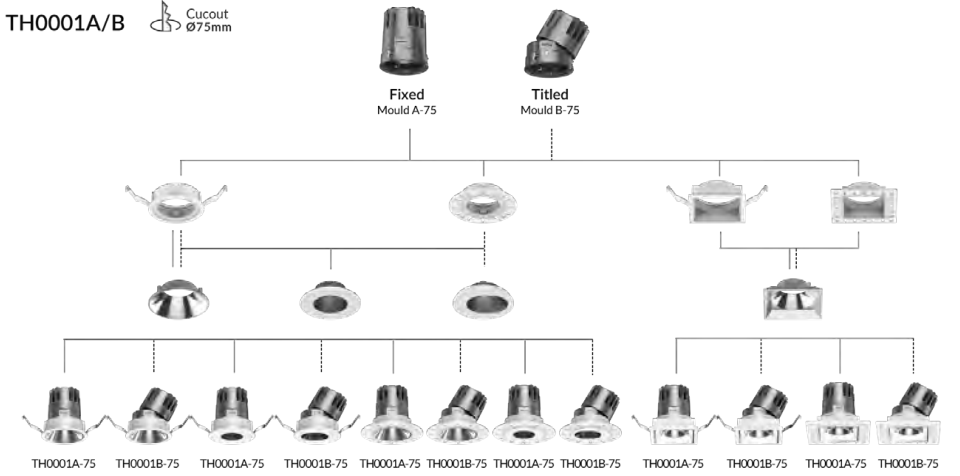 TH0001A/B
Cucout
Ø75mm
Fixed
Mould A-75
Titled
Mould B-75
TH0001A-75 TH0001B-75 TH0001A-75 TH0001B-75 TH0001A-75 TH0001B-75 TH0001A-75 TH0001B-75 TH0001A-75 TH0001B-75 TH0001A-75 TH0001B-75